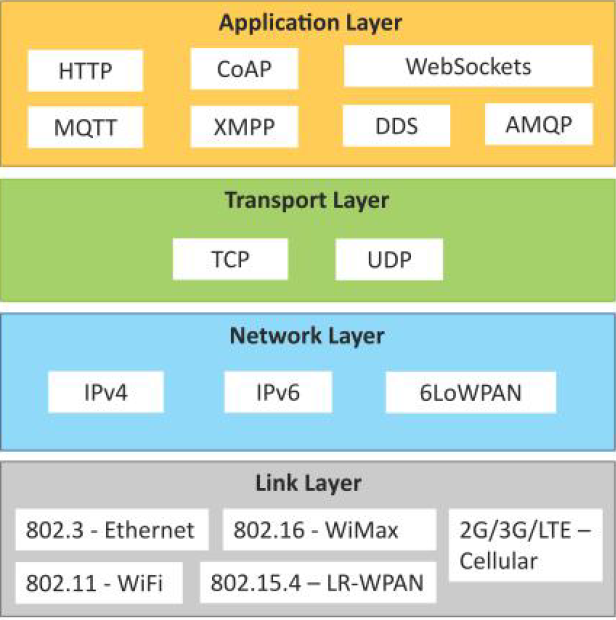 Application Layer
HTTP
CoAP
WebSockets
MQTT
XMPP
DDS
AMQP
Transport Layer
TCP
UDP
Network Layer
IPv4
IPv6
6LoWPAN
Link Layer
802.3 - Ethernet
802.16 - WiMax
2G/3G/LTE –
Cellular
802.11 - WiFi
802.15.4 – LR-WPAN